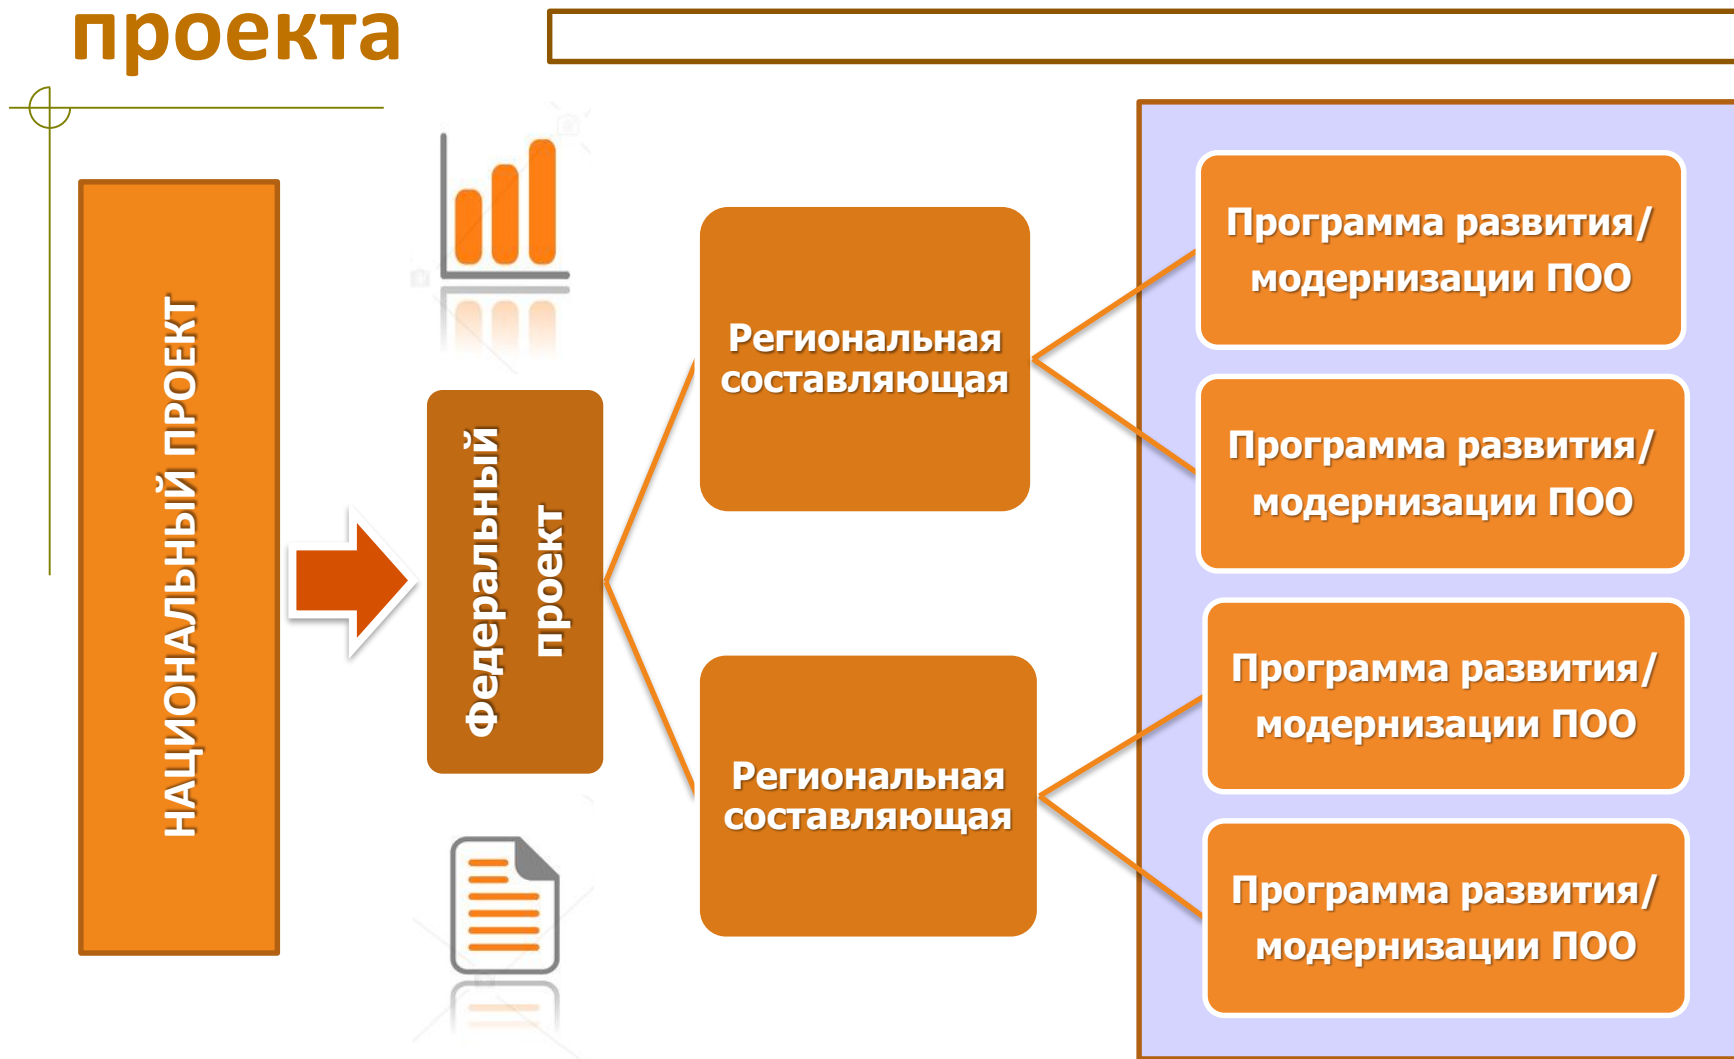 проекта
НАЦИОНАЛЬНЫЙ ПРОЕКТ
Федеральный
проект
Региональная
составляющая
Региональная
составляющая
Программа развития/
модернизации ПОО
Программа развития/
модернизации ПОО
Программа развития/
модернизации ПОО
Программа развития/
модернизации ПОО